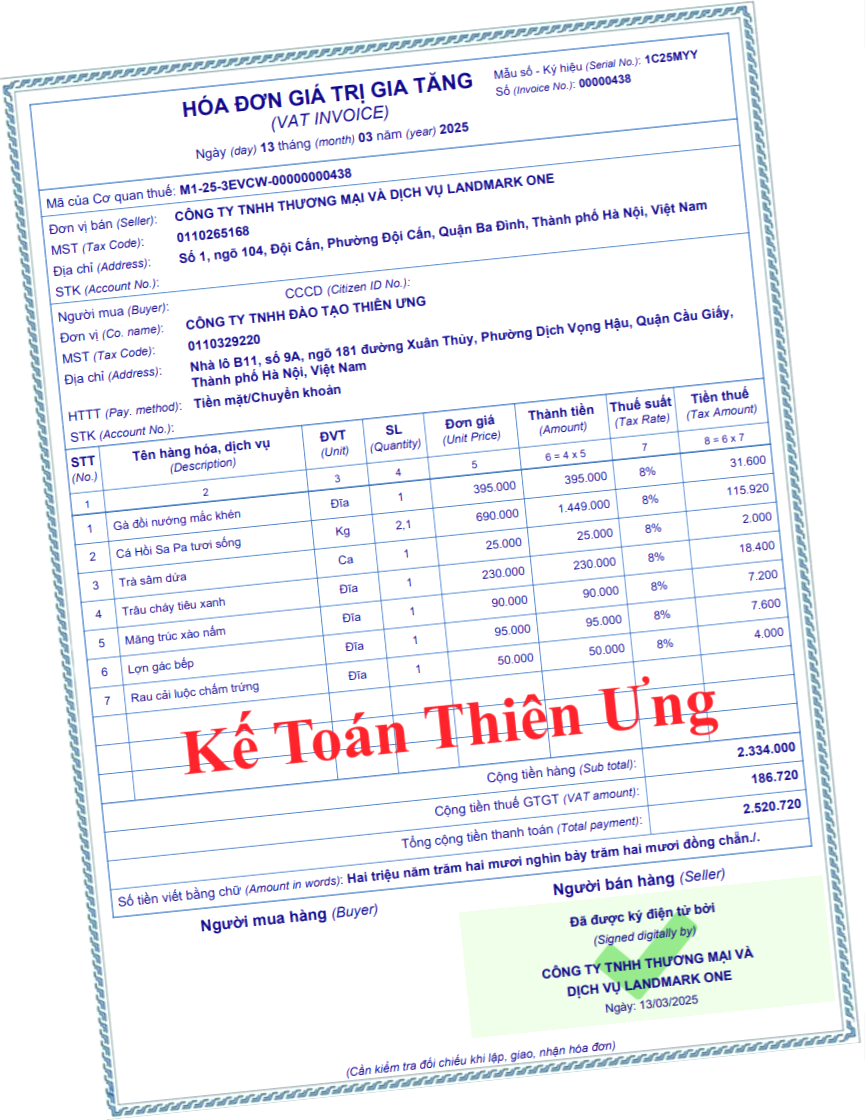 HÓA ĐƠN GIÁ TRỊ GIA TĂNG
(VAT INVOICE)
Ngày (day) 13 tháng (month) 03 năm (year) 2025
Mẫu số - Ký hiệu (Serial No.): 1C25MYY
Số (Invoice No.): 00000438
Mã của Cơ quan thuế: M1-25-3EVCW-00000000438
Đơn vị bán (Seller): CÔNG TY TNHH THƯƠNG MẠI VÀ DỊCH VỤ LANDMARK ONE
MST (Tax Code): 0110265168
Địa chỉ (Address): Số 1, ngõ 104, Đội Cấn, Phường Đội Cấn, Quận Ba Đình, Thành phố Hà Nội, Việt Nam
STK (Account No.):
Người mua (Buyer): CCCD (Citizen ID No.):
Đơn vị (Co. name): CÔNG TY TNHH ĐÀO TẠO THIÊN ƯNG
MST (Tax Code): 0110329220
Địa chỉ (Address): Nhà lô B11, số 9A, ngõ 181 đường Xuân Thủy, Phường Dịch Vọng Hậu, Quận Cầu Giấy,
Thành phố Hà Nội, Việt Nam
HTTT (Pay. method): Tiền mặt/Chuyển khoản
STK (Account No.):
STT (No.) Tên hàng hóa, dịch vụ (Description) ĐVT (Unit) SL (Quantity) Đơn giá (Unit Price) Thành tiền (Amount) Thuế suất (Tax Rate) Tiền thuế (Tax Amount)
1 2 3 4 5 6 = 4 x 5 7 8 = 6 x 7
1 Gà đồi nướng mắc khén Đĩa 1 395.000 395.000 8% 31.600
2 Cá Hồi Sa Pa tươi sống Kg 2,1 690.000 1.449.000 8% 115.920
3 Trà sâm dứa Ca 1 25.000 25.000 8% 2.000
4 Trâu cháy tiêu xanh Đĩa 1 230.000 230.000 8% 18.400
5 Măng trúc xào nấm Đĩa 1 90.000 90.000 8% 7.200
6 Lợn gác bếp Đĩa 1 95.000 95.000 8% 7.600
7 Rau cải luộc chấm trứng Đĩa 1 50.000 50.000 8% 4.000
Kế Toán Thiên Ưng
Cộng tiền hàng (Sub total): 2.334.000
Cộng tiền thuế GTGT (VAT amount): 186.720
Tổng cộng tiền thanh toán (Total payment): 2.520.720
Số tiền viết bằng chữ (Amount in words): Hai triệu năm trăm hai mươi nghìn bảy trăm hai mươi đồng chẵn./.
Người mua hàng (Buyer)
Người bán hàng (Seller)
Đã được ký điện tử bởi
(Signed digitally by)
CÔNG TY TNHH THƯƠNG MẠI VÀ
DỊCH VỤ LANDMARK ONE
Ngày: 13/03/2025
(Cần kiểm tra đối chiếu khi lập, giao, nhận hóa đơn)